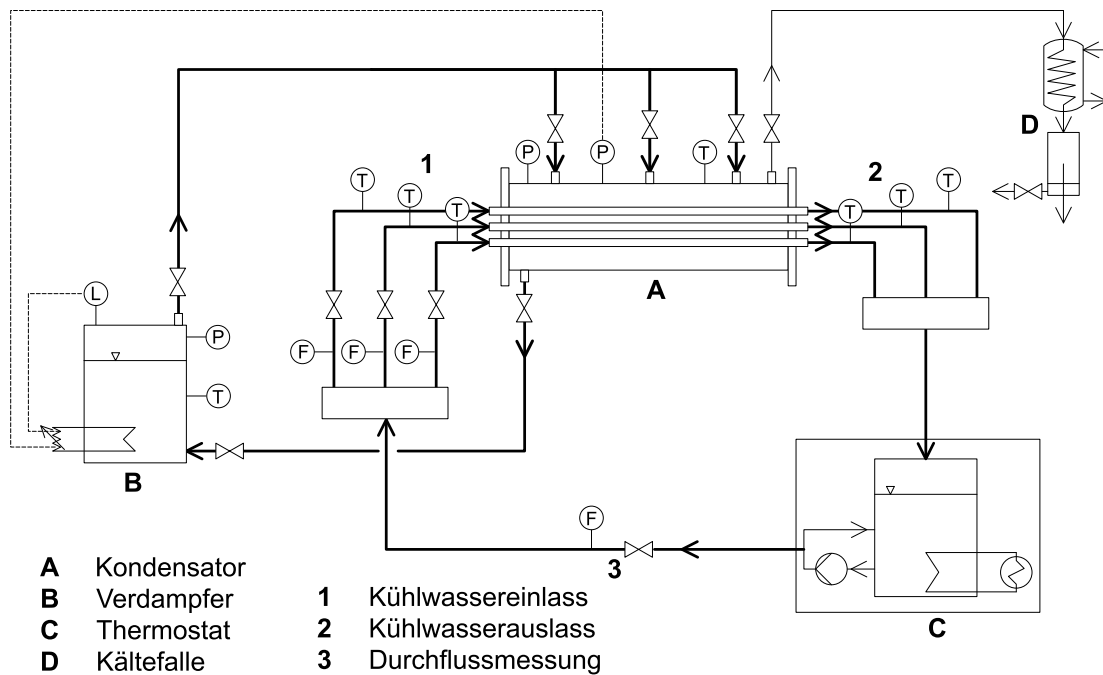 P
P
T
D
1
2
T
T
T
T
T
T
A
L
P
F
F
F
T
B
F
3
C
A Kondensator
B Verdampfer
C Thermostat
D Kältefalle
1 Kühlwassereinlass
2 Kühlwasserauslass
3 Durchflussmessung